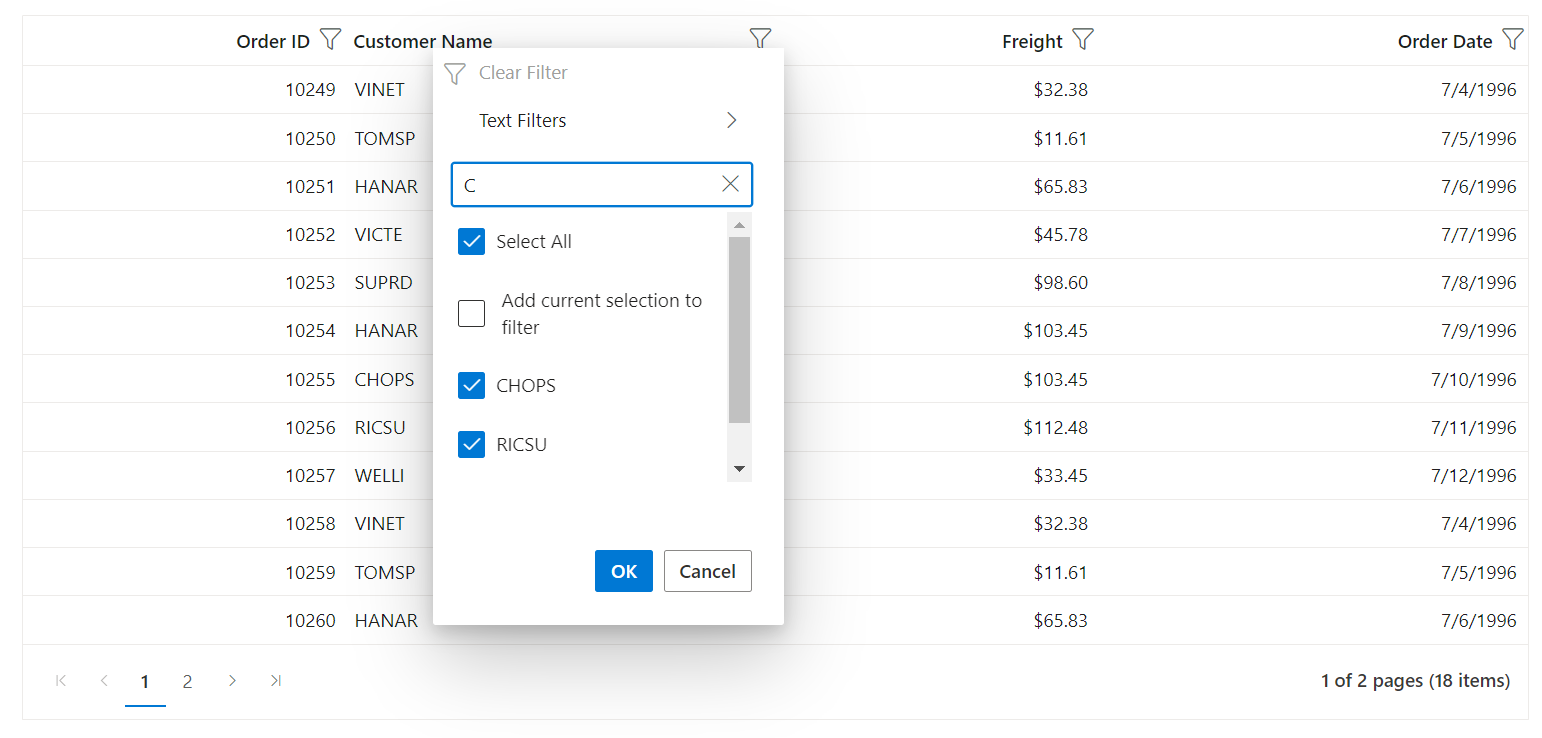 Order ID Customer Name Freight Order Date
10249 VINET $32.38 7/4/1996
10250 TOMSP $11.61 7/5/1996
10251 HANAR $65.83 7/6/1996
10252 VICTE $45.78 7/7/1996
10253 SUPRD $98.60 7/8/1996
10254 HANAR $103.45 7/9/1996
10255 CHOPS $103.45 7/10/1996
10256 RICSU $112.48 7/11/1996
10257 WELLI $33.45 7/12/1996
10258 VINET $32.38 7/4/1996
10259 TOMSP $11.61 7/5/1996
10260 HANAR $65.83 7/6/1996
Clear Filter
Text Filters
C
Select All
Add current selection to
filter
CHOPS
RICSU
OK Cancel
1 2 1 of 2 pages (18 items)